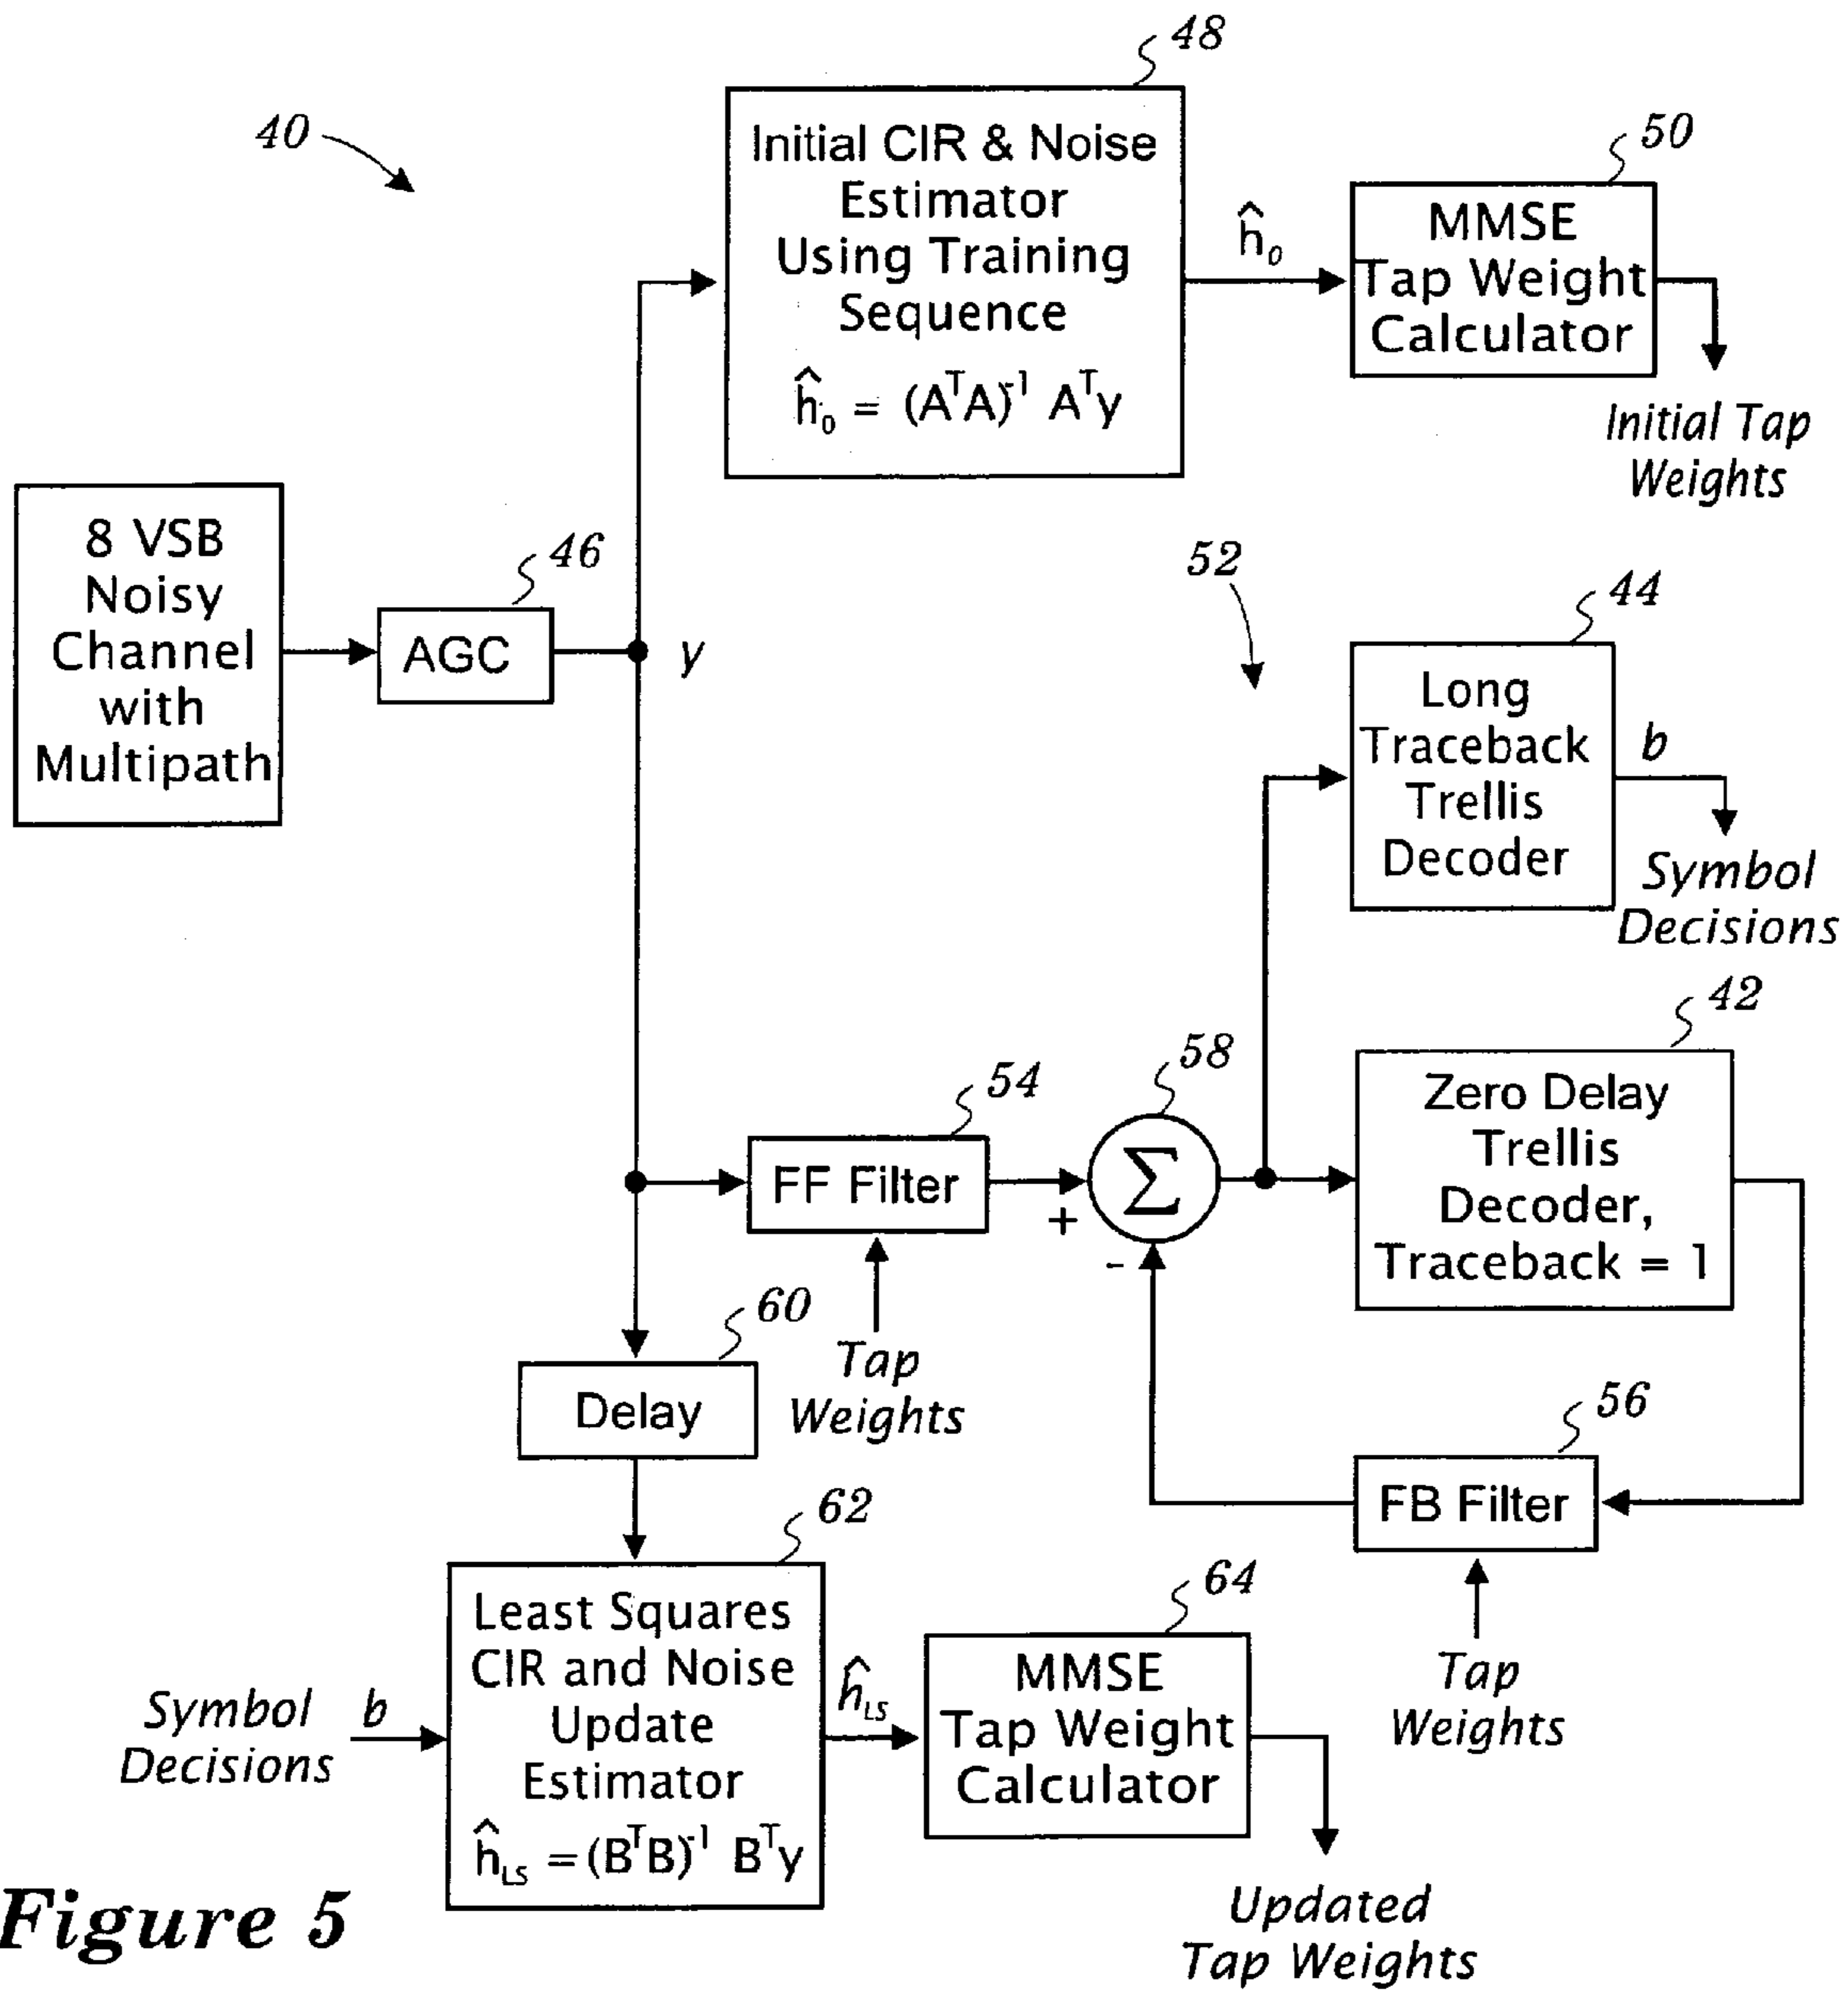 48
40
Initial CIR & Noise
Estimator
Using Training
Sequence
ĥ₀ = (AᵀA)⁻¹ Aᵀy
ĥ₀
50
MMSE
Tap Weight
Calculator
Initial Tap
Weights
8 VSB
Noisy
Channel
with
Multipath
46
AGC
y
52
44
Long
Traceback
Trellis
Decoder
b
Symbol
Decisions
42
Zero Delay
Trellis
Decoder,
Traceback = 1
58
Σ
+
-
54
FF Filter
Tap
Weights
60
Delay
56
FB Filter
Tap
Weights
62
Least Squares
CIR and Noise
Update
Estimator
ĥLS = (BᵀB)⁻¹ Bᵀy
Symbol
Decisions
b
ĥLS
64
MMSE
Tap Weight
Calculator
Updated
Tap Weights
Figure 5